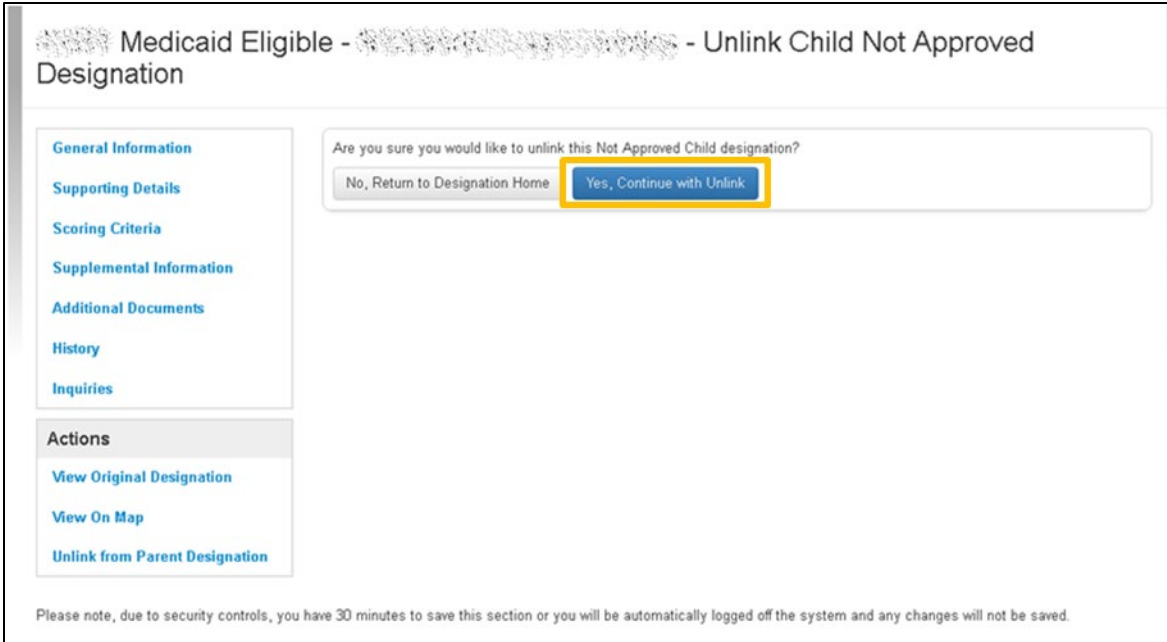 Medicaid Eligible - - Unlink Child Not Approved
Designation
General Information
Supporting Details
Scoring Criteria
Supplemental Information
Additional Documents
History
Inquiries
Actions
View Original Designation
View On Map
Unlink from Parent Designation
Are you sure you would like to unlink this Not Approved Child designation?
No, Return to Designation Home
Yes, Continue with Unlink
Please note, due to security controls, you have 30 minutes to save this section or you will be automatically logged off the system and any changes will not be saved.